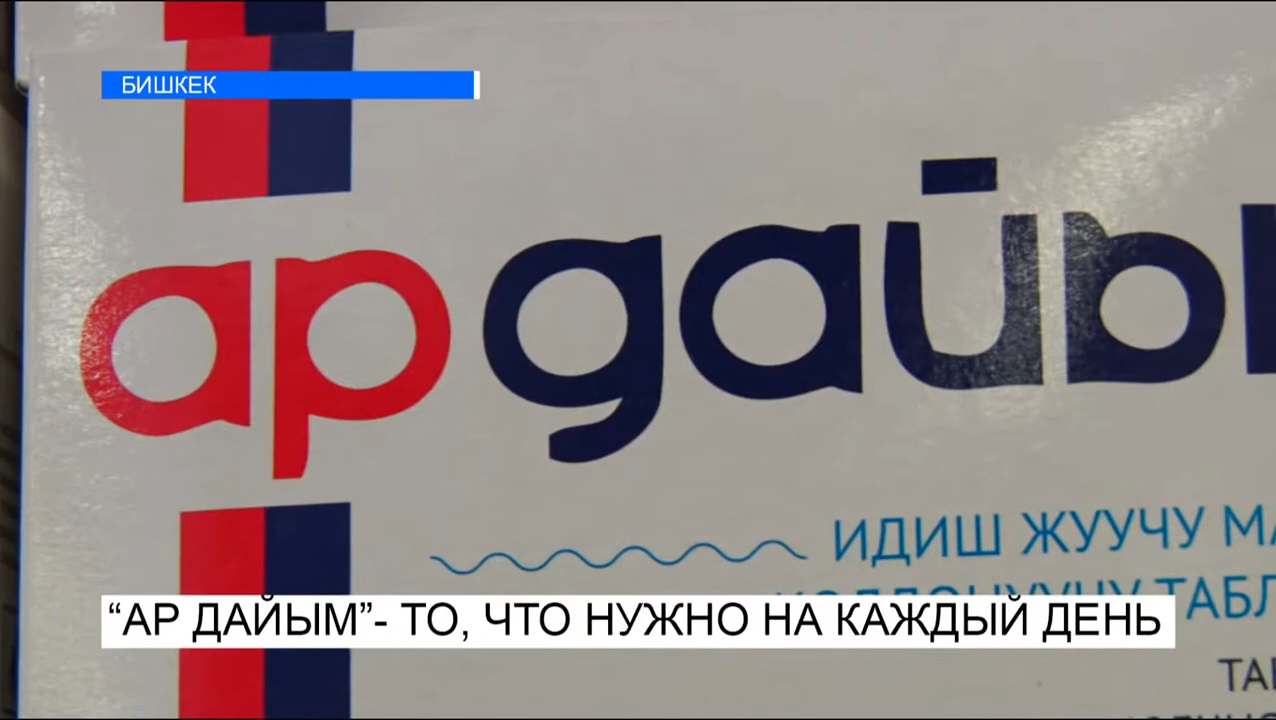 БИШКЕК
ар дайы
ИДИШ ЖУУЧУ
“АР ДАЙЫМ”- ТО, ЧТО НУЖНО НА КАЖДЫЙ ДЕНЬ